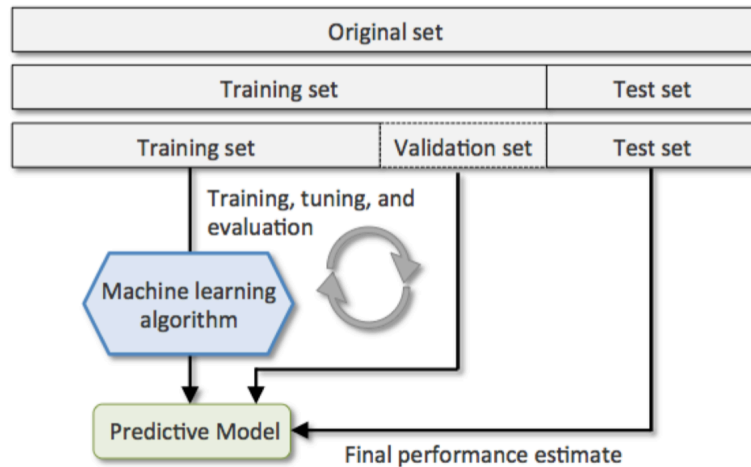 Original set
Training set
Test set
Training set
Validation set
Test set
Training, tuning, and
evaluation
Machine learning
algorithm
Predictive Model
Final performance estimate